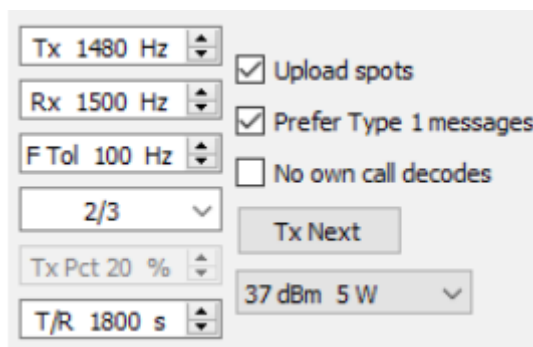 Tx 1480 Hz
Rx 1500 Hz
F Tol 100 Hz
2/3
Tx Pct 20 %
T/R 1800 s
Upload spots
Prefer Type 1 messages
No own call decodes
Tx Next
37 dBm 5 W